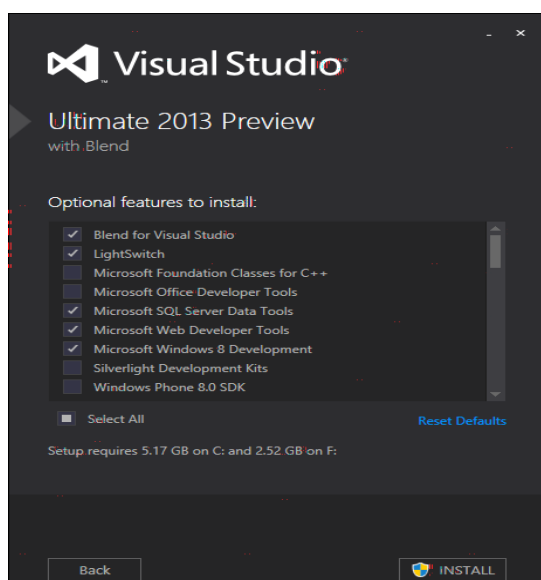 Visual Studio
Ultimate 2013 Preview
with Blend
Optional features to install:
Blend for Visual Studio
LightSwitch
Microsoft Foundation Classes for C++
Microsoft Office Developer Tools
Microsoft SQL Server Data Tools
Microsoft Web Developer Tools
Microsoft Windows 8 Development
Silverlight Development Kits
Windows Phone 8.0 SDK
Select All
Reset Defaults
Setup requires 5.17 GB on C: and 2.52 GB on F:
Back
INSTALL